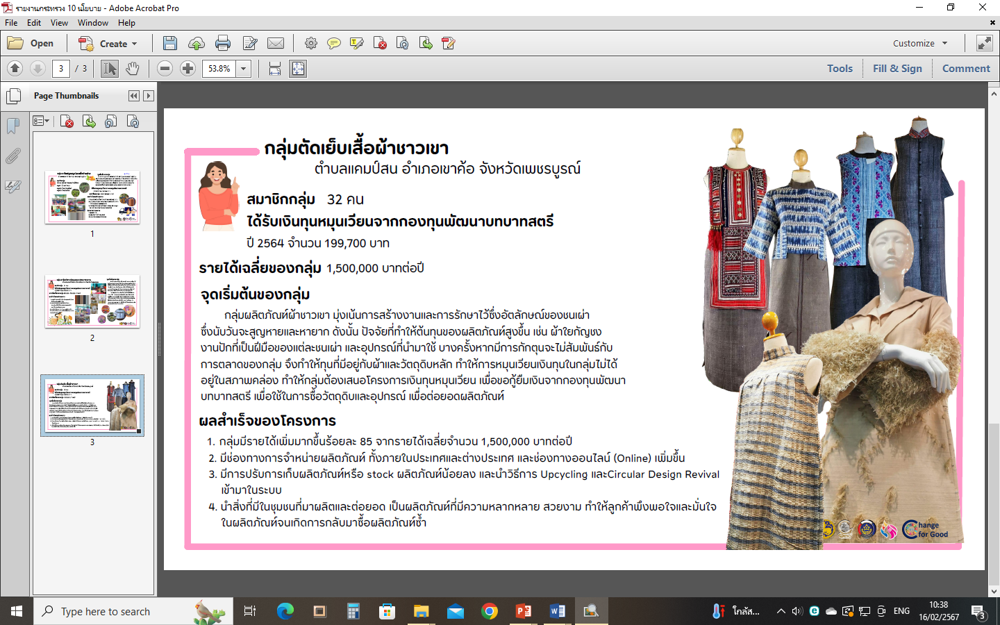 รายงานกระทรวง 10 นโยบาย - Adobe Acrobat Pro
File Edit View Window Help
Open Create Customize
3 / 3 53.8% Tools Fill & Sign Comment
Page Thumbnails
1
2
3
กลุ่มตัดเย็บเสื้อผ้าชาวเขา
ตำบลแคมป์สน อำเภอเขาค้อ จังหวัดเพชรบูรณ์
สมาชิกกลุ่ม 32 คน
ได้รับเงินทุนหมุนเวียนจากกองทุนพัฒนาบทบาทสตรี
ปี 2564 จำนวน 199,700 บาท
รายได้เฉลี่ยของกลุ่ม 1,500,000 บาทต่อปี
จุดเริ่มต้นของกลุ่ม
กลุ่มผลิตภัณฑ์ผ้าชาวเขา มุ่งเน้นการสร้างงานและการรักษาไว้ซึ่งอัตลักษณ์ของชนเผ่า
ซึ่งนับวันจะสูญหายและหายาก ดังนั้น ปัจจัยที่ทำให้ต้นทุนของผลิตภัณฑ์สูงขึ้น เช่น ผ้าใยกัญชง
งานปักที่เป็นฝีมือของแต่ละชนเผ่า และอุปกรณ์ที่นำมาใช้ บางครั้งหากมีการกักตุนจะไม่สัมพันธ์กับ
การตลาดของกลุ่ม จึงทำให้ทุนที่มีอยู่กับผ้าและวัตถุดิบหลัก ทำให้การหมุนเวียนเงินทุนในกลุ่มไม่ได้
อยู่ในสภาพคล่อง ทำให้กลุ่มต้องเสนอโครงการเงินทุนหมุนเวียน เพื่อขอกู้ยืมเงินจากกองทุนพัฒนา
บทบาทสตรี เพื่อใช้ในการซื้อวัตถุดิบและอุปกรณ์ เพื่อต่อยอดผลิตภัณฑ์
ผลสำเร็จของโครงการ
1. กลุ่มมีรายได้เพิ่มมากขึ้นร้อยละ 85 จากรายได้เฉลี่ยจำนวน 1,500,000 บาทต่อปี
2. มีช่องทางการจำหน่ายผลิตภัณฑ์ ทั้งภายในประเทศและต่างประเทศ และช่องทางออนไลน์ (Online) เพิ่มขึ้น
3. มีการปรับการเก็บผลิตภัณฑ์หรือ stock ผลิตภัณฑ์น้อยลง และนำวิธีการ Upcycling และCircular Design Revival
เข้ามาในระบบ
4. นำสิ่งที่มีในชุมชนที่มาผลิตและต่อยอด เป็นผลิตภัณฑ์ที่มีความหลากหลาย สวยงาม ทำให้ลูกค้าพึงพอใจและมั่นใจ
ในผลิตภัณฑ์จนเกิดการกลับมาซื้อผลิตภัณฑ์ซ้ำ
Change
for Good
Type here to search
ใกล้ส... ENG
10:38
16/02/2567
3